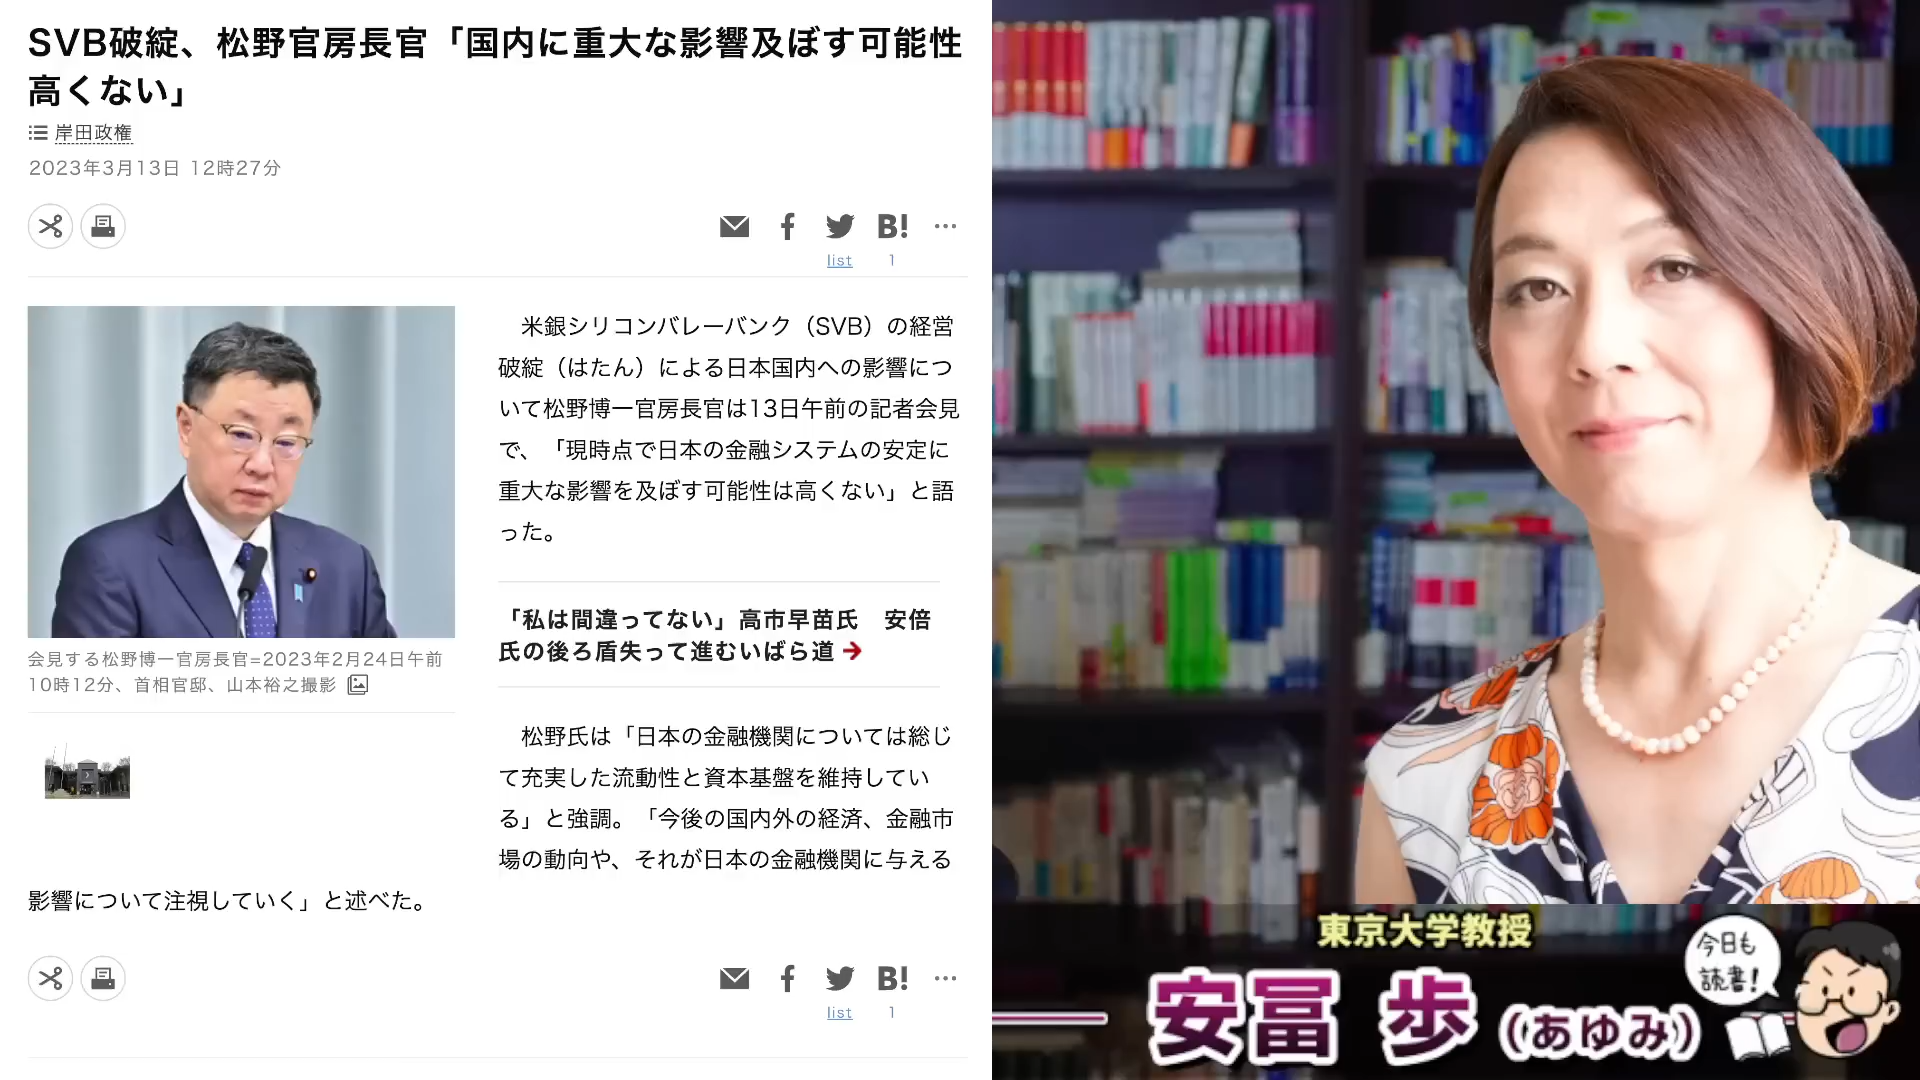 SVB破綻、松野官房長官「国内に重大な影響及ぼす可能性
高くない」
岸田政権
2023年3月13日 12時27分
B!
list
1
会見する松野博一官房長官=2023年2月24日午前
10時12分、首相官邸、山本裕之撮影
米銀シリコンバレーバンク（SVB）の経営
破綻（はたん）による日本国内への影響につ
いて松野博一官房長官は13日午前の記者会見
で、「現時点で日本の金融システムの安定に
重大な影響を及ぼす可能性は高くない」と語
った。
「私は間違ってない」高市早苗氏　安倍
氏の後ろ盾失って進むいばら道
松野氏は「日本の金融機関については総じ
て充実した流動性と資本基盤を維持してい
る」と強調。「今後の国内外の経済、金融市
場の動向や、それが日本の金融機関に与える
影響について注視していく」と述べた。
B!
list
1
東京大学教授
安冨 歩 (あゆみ)
今日も
読書!